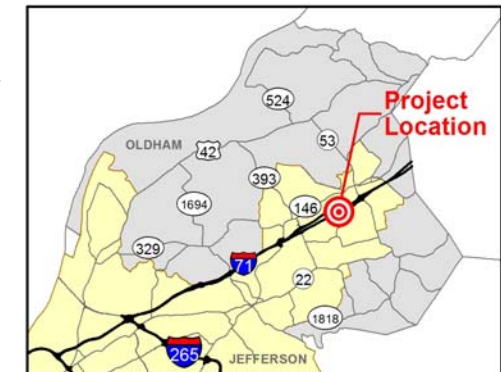 524
Project
Location
OLDHAM
42
53
393
1694
146
329
71
22
1818
265
JEFFERSON